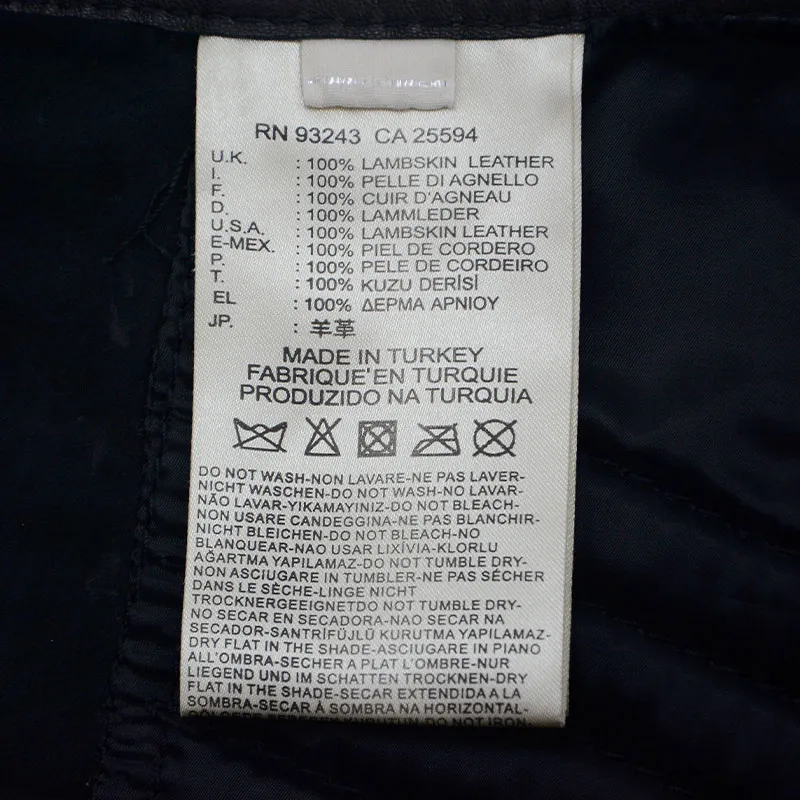 RN 93243 CA 25594
U.K. : 100% LAMBSKIN LEATHER
I. : 100% PELLE DI AGNELLO
F. : 100% CUIR D'AGNEAU
D. : 100% LAMMLEDER
U.S.A. : 100% LAMBSKIN LEATHER
E-MEX. : 100% PIEL DE CORDERO
P. : 100% PELE DE CORDEIRO
T. : 100% KUZU DERİSİ
EL : 100% ΔΕΡΜΑ ΑΡΝΙΟΥ
JP. : 羊革
MADE IN TURKEY
FABRIQUE'EN TURQUIE
PRODUZIDO NA TURQUIA
DO NOT WASH-NON LAVARE-NE PAS LAVER-
NICHT WASCHEN-DO NOT WASH-NO LAVAR-
NÃO LAVAR-YIKAMAYINIZ-DO NOT BLEACH-
NON USARE CANDEGGINA-NE PAS BLANCHIR-
NICHT BLEICHEN-DO NOT BLEACH-NO
BLANQUEAR-NAO USAR LIXÍVIA-KLORLU
AĞARTMA YAPILAMAZ-DO NOT TUMBLE DRY-
NON ASCIUGARE IN TUMBLER-NE PAS SÉCHER
DANS LE SÈCHE-LINGE NICHT
TROCKNERGEEIGNETDO NOT TUMBLE DRY-
NO SECAR EN SECADORA-NAO SECAR NA
SECADOR-SANTRİFÜJLÜ KURUTMA YAPILAMAZ-
DRY FLAT IN THE SHADE-ASCIUGARE IN PIANO
ALL'OMBRA-SECHER A PLAT L'OMBRE-NUR
LIEGEND UND IM SCHATTEN TROCKNEN-DRY
FLAT IN THE SHADE-SECAR EXTENDIDA A LA
SOMBRA-SECAR À SOMBRA NA HORIZONTAL-
DO NOT IRON-